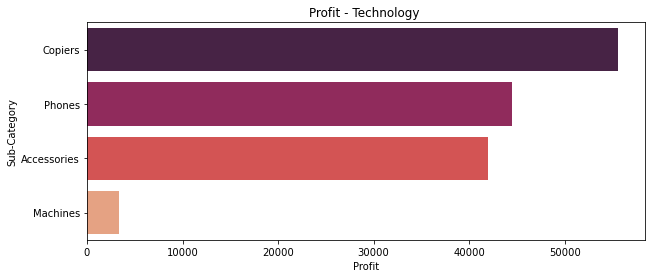 Profit - Technology
Sub-Category
Copiers
Phones
Accessories
Machines
0 10000 20000 30000 40000 50000
Profit